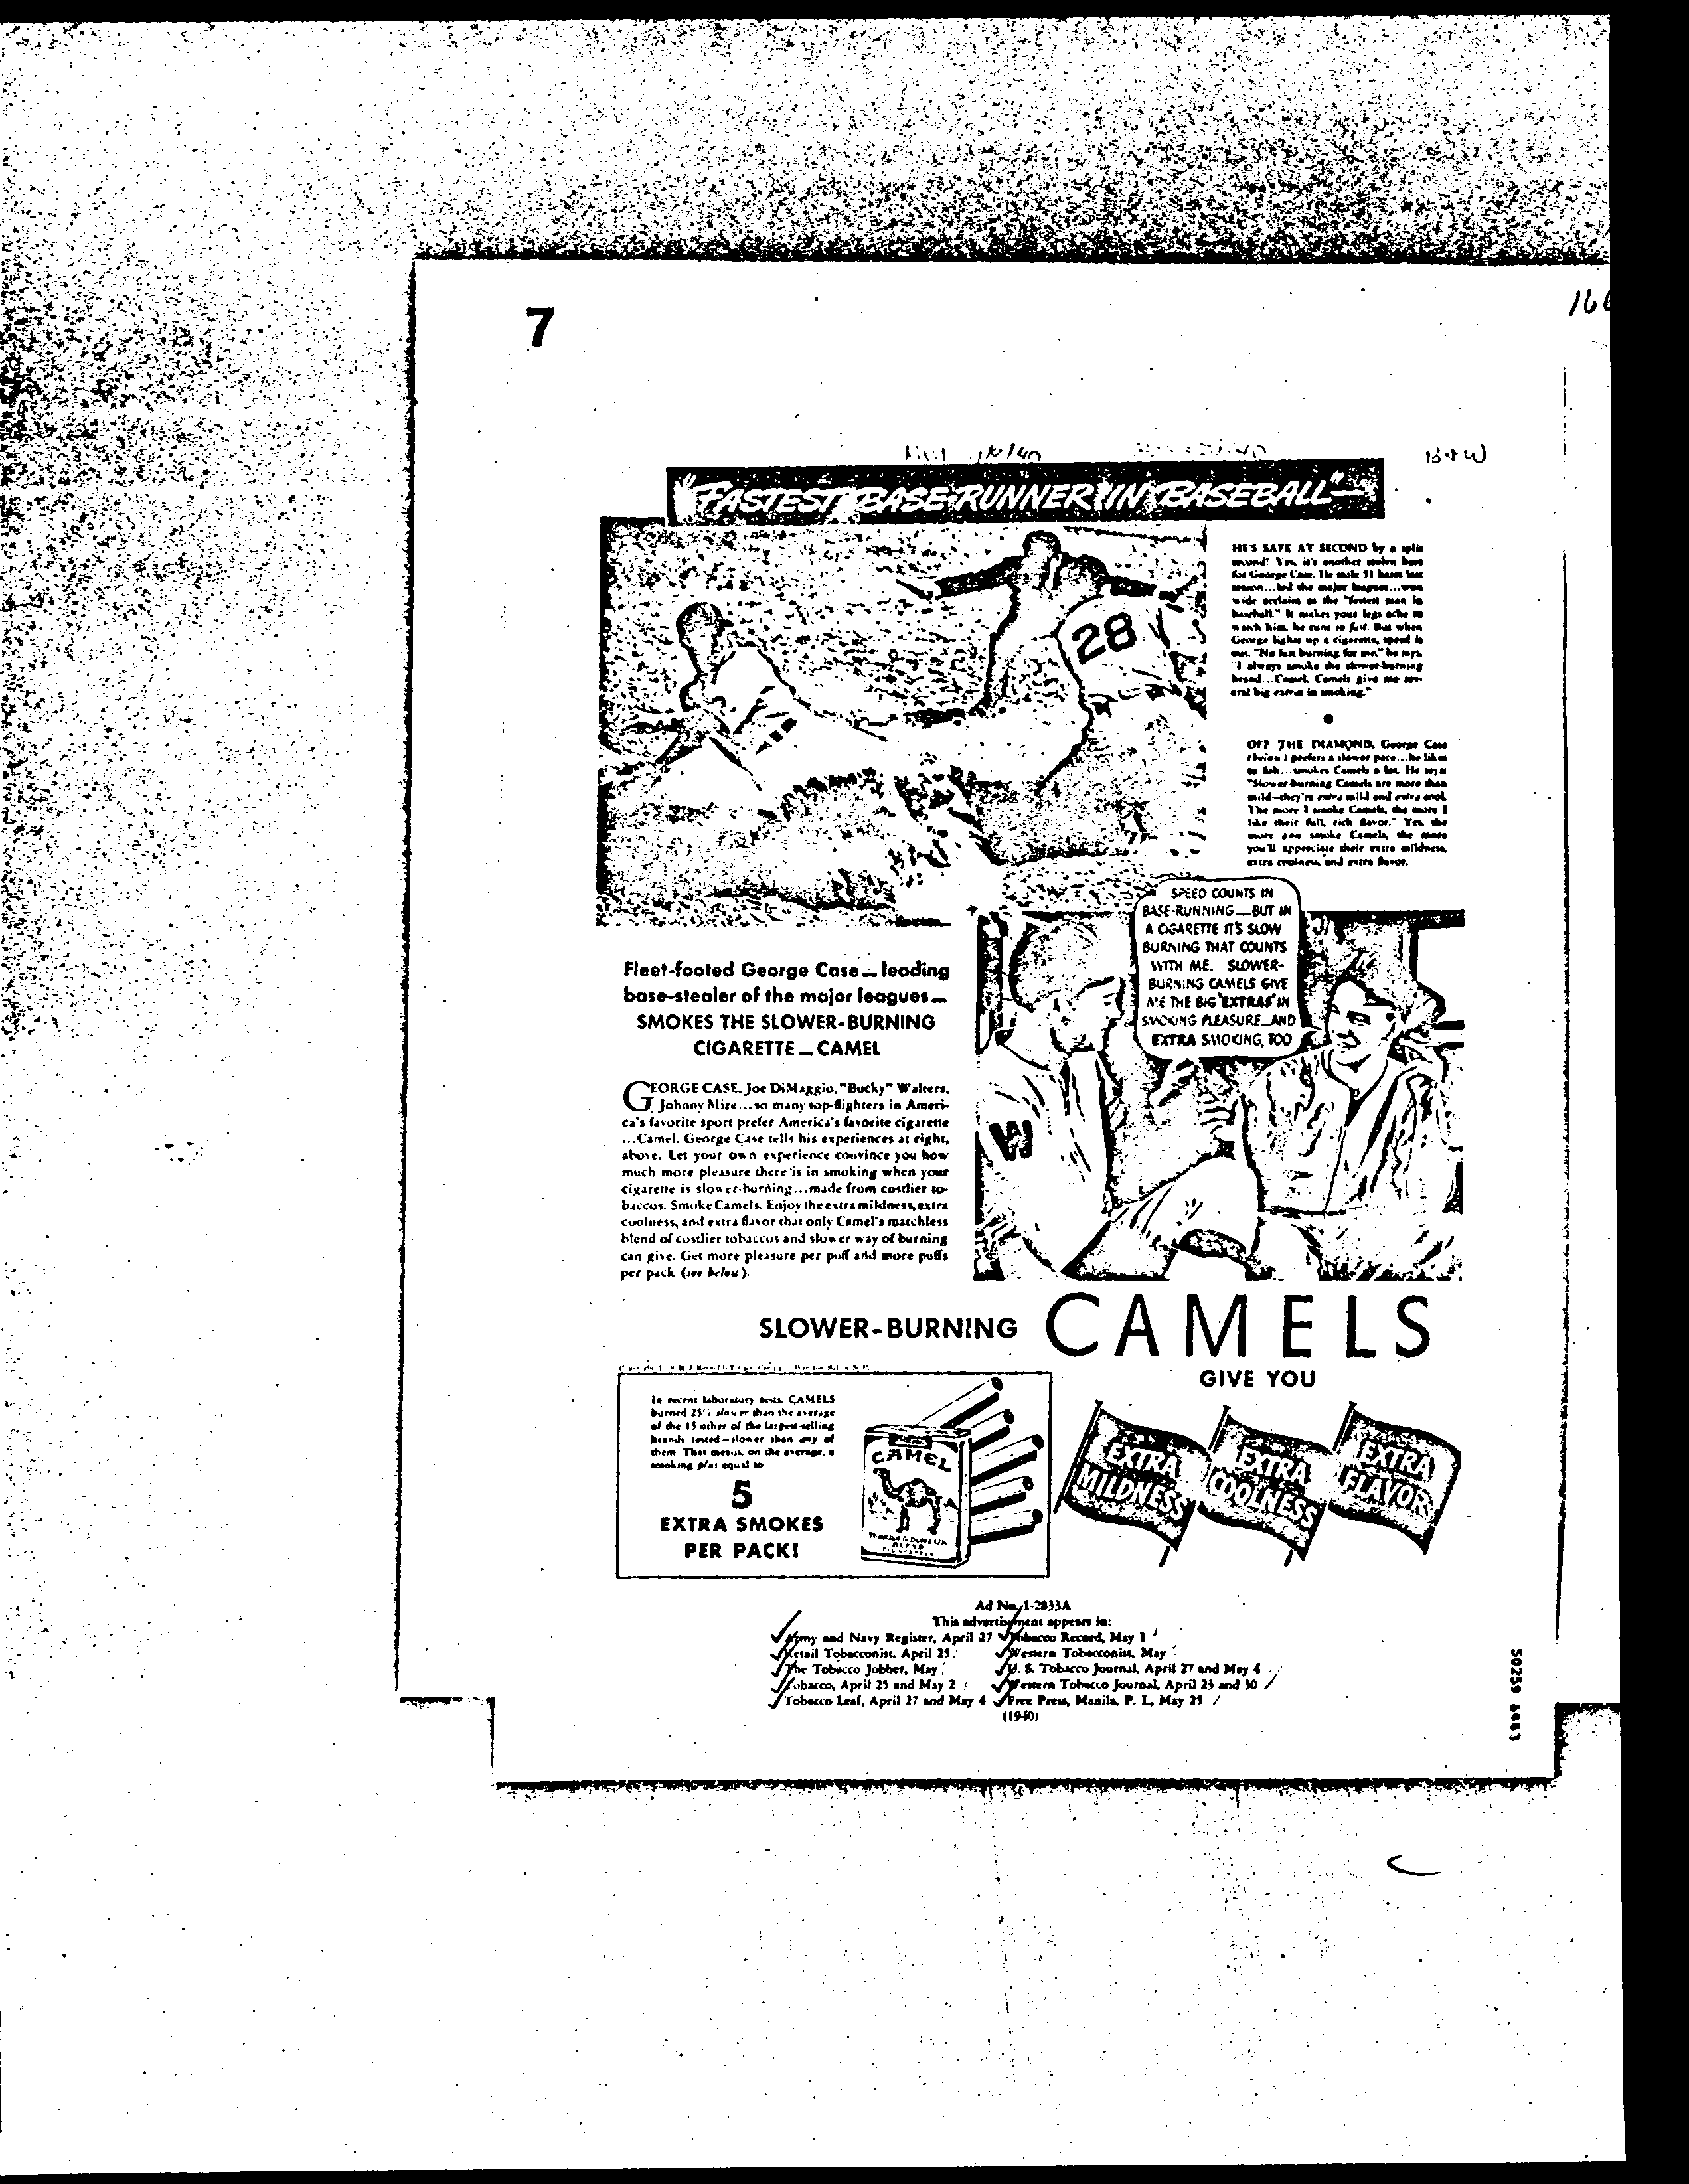 7
B+W
"FASTEST BASE-RUNNER IN BASEBALL"—
HE'S SAFE AT SECOND by a split
second! Yes, it's another stolen base
for George Case. He stole 51 bases last
season...led the major leagues...won
wide acclaim as the "fastest man in
baseball." It makes your legs ache to
watch him, he runs so fast. But when
George lights up a cigarette, speed is
out. "No fast burning for me," he says.
"I always smoke the slower-burning
brand...Camel. Camels give me sev-
eral big extras in smoking."
28
OFF THE DIAMOND, George Case
(below) prefers a slower pace...he likes
to fish...smokes Camels a lot. He says:
"Slower-burning Camels are more than
mild—they're extra mild and extra cool.
The more I smoke Camels, the more I
like their full, rich flavor." Yes, the
more you smoke Camels, the more
you'll appreciate their extra mildness,
extra coolness, and extra flavor.
SPEED COUNTS IN
BASE-RUNNING—BUT IN
A CIGARETTE IT'S SLOW
BURNING THAT COUNTS
WITH ME. SLOWER-
BURNING CAMELS GIVE
ME THE BIG 'EXTRAS' IN
SMOKING PLEASURE—AND
EXTRA SMOKING, TOO
W
Fleet-footed George Case—leading
base-stealer of the major leagues—
SMOKES THE SLOWER-BURNING
CIGARETTE—CAMEL
GEORGE CASE, Joe DiMaggio, "Bucky" Walters,
Johnny Mize...so many top-flighters in Ameri-
ca's favorite sport prefer America's favorite cigarette
...Camel. George Case tells his experiences at right,
above. Let your own experience convince you how
much more pleasure there is in smoking when your
cigarette is slower-burning...made from costlier to-
baccos. Smoke Camels. Enjoy the extra mildness, extra
coolness, and extra flavor that only Camel's matchless
blend of costlier tobaccos and slower way of burning
can give. Get more pleasure per puff and more puffs
per pack (see below).
SLOWER-BURNING CAMELS
GIVE YOU
In recent laboratory tests, CAMELS
burned 25% slower than the average
of the 15 other of the largest-selling
brands tested—slower than any of
them. That means, on the average, a
smoking plus equal to
5
EXTRA SMOKES
PER PACK!
CAMEL
TURKISH & DOMESTIC
BLEND
CIGARETTES
EXTRA MILDNESS
EXTRA COOLNESS
EXTRA FLAVOR
Ad No. 1-2833A
This advertisement appears in:
Army and Navy Register, April 27 Tobacco Record, May 1
Retail Tobacconist, April 25 Western Tobacconist, May
The Tobacco Jobber, May U. S. Tobacco Journal, April 27 and May 4
Tobacco, April 25 and May 2 Western Tobacco Journal, April 23 and 30
Tobacco Leaf, April 27 and May 4 Free Press, Manila, P. I., May 25
(1940)
50259 6483